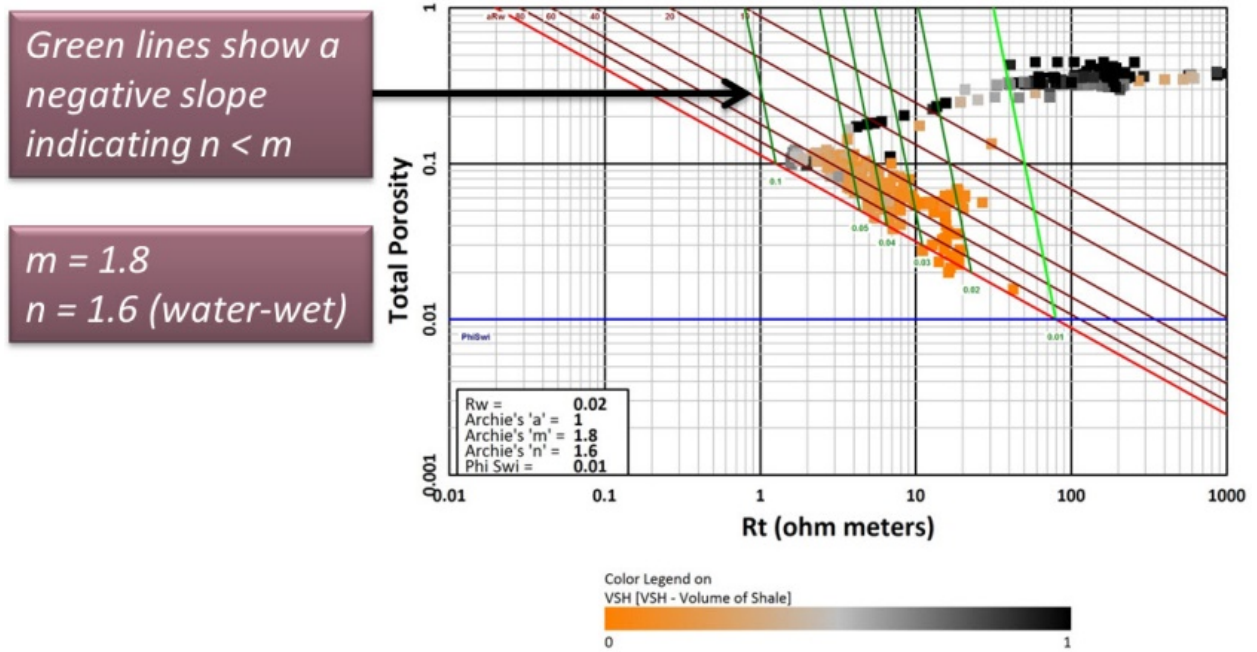 Green lines show a
negative slope
indicating n < m
m = 1.8
n = 1.6 (water-wet)
Total Porosity
1
0.1
0.01
0.001
aRw 80 60 40 20 10
0.1
0.05
0.04
0.03
0.02
0.01
PhiSwi
Rw = 0.02
Archie's 'a' = 1
Archie's 'm' = 1.8
Archie's 'n' = 1.6
Phi Swi = 0.01
0.01 0.1 1 10 100 1000
Rt (ohm meters)
Color Legend on
VSH [VSH - Volume of Shale]
0 1